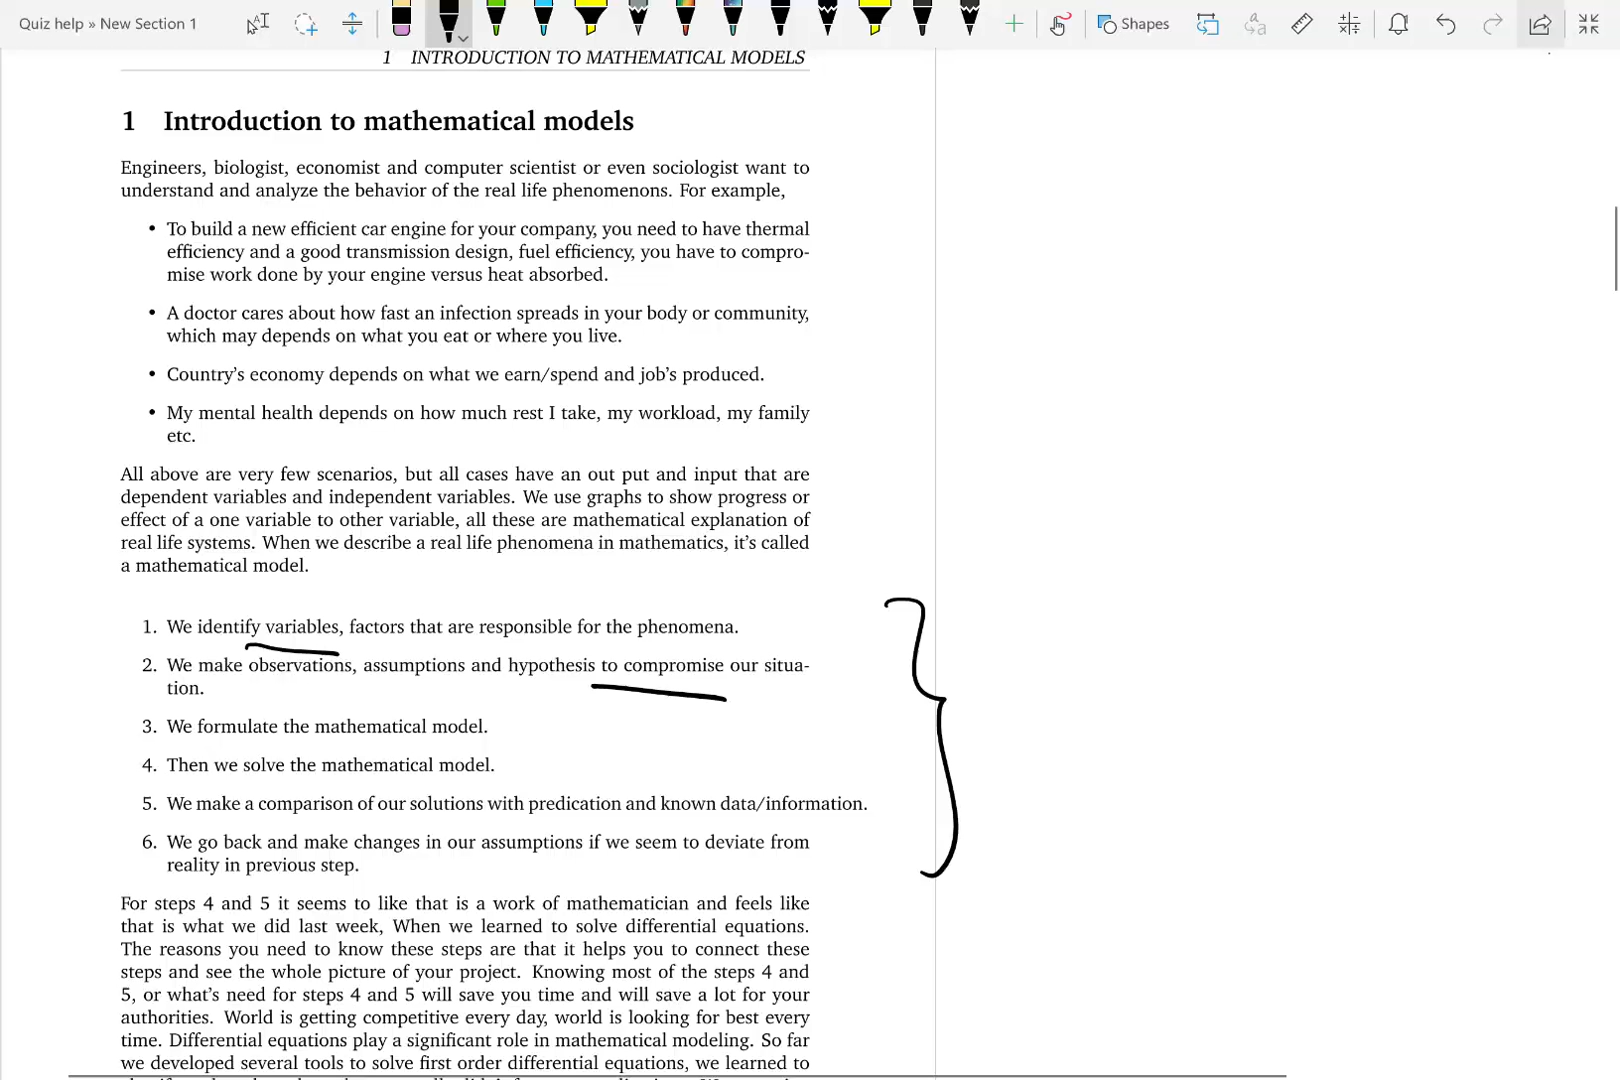 Quiz help » New Section 1
Shapes
1 INTRODUCTION TO MATHEMATICAL MODELS
1 Introduction to mathematical models
Engineers, biologist, economist and computer scientist or even sociologist want to
understand and analyze the behavior of the real life phenomenons. For example,
• To build a new efficient car engine for your company, you need to have thermal
efficiency and a good transmission design, fuel efficiency, you have to compro-
mise work done by your engine versus heat absorbed.
• A doctor cares about how fast an infection spreads in your body or community,
which may depends on what you eat or where you live.
• Country's economy depends on what we earn/spend and job's produced.
• My mental health depends on how much rest I take, my workload, my family
etc.
All above are very few scenarios, but all cases have an out put and input that are
dependent variables and independent variables. We use graphs to show progress or
effect of a one variable to other variable, all these are mathematical explanation of
real life systems. When we describe a real life phenomena in mathematics, it's called
a mathematical model.
1. We identify variables, factors that are responsible for the phenomena.
2. We make observations, assumptions and hypothesis to compromise our situa-
tion.
3. We formulate the mathematical model.
4. Then we solve the mathematical model.
5. We make a comparison of our solutions with predication and known data/information.
6. We go back and make changes in our assumptions if we seem to deviate from
reality in previous step.
For steps 4 and 5 it seems to like that is a work of mathematician and feels like
that is what we did last week, When we learned to solve differential equations.
The reasons you need to know these steps are that it helps you to connect these
steps and see the whole picture of your project. Knowing most of the steps 4 and
5, or what's need for steps 4 and 5 will save you time and will save a lot for your
authorities. World is getting competitive every day, world is looking for best every
time. Differential equations play a significant role in mathematical modeling. So far
we developed several tools to solve first order differential equations, we learned to